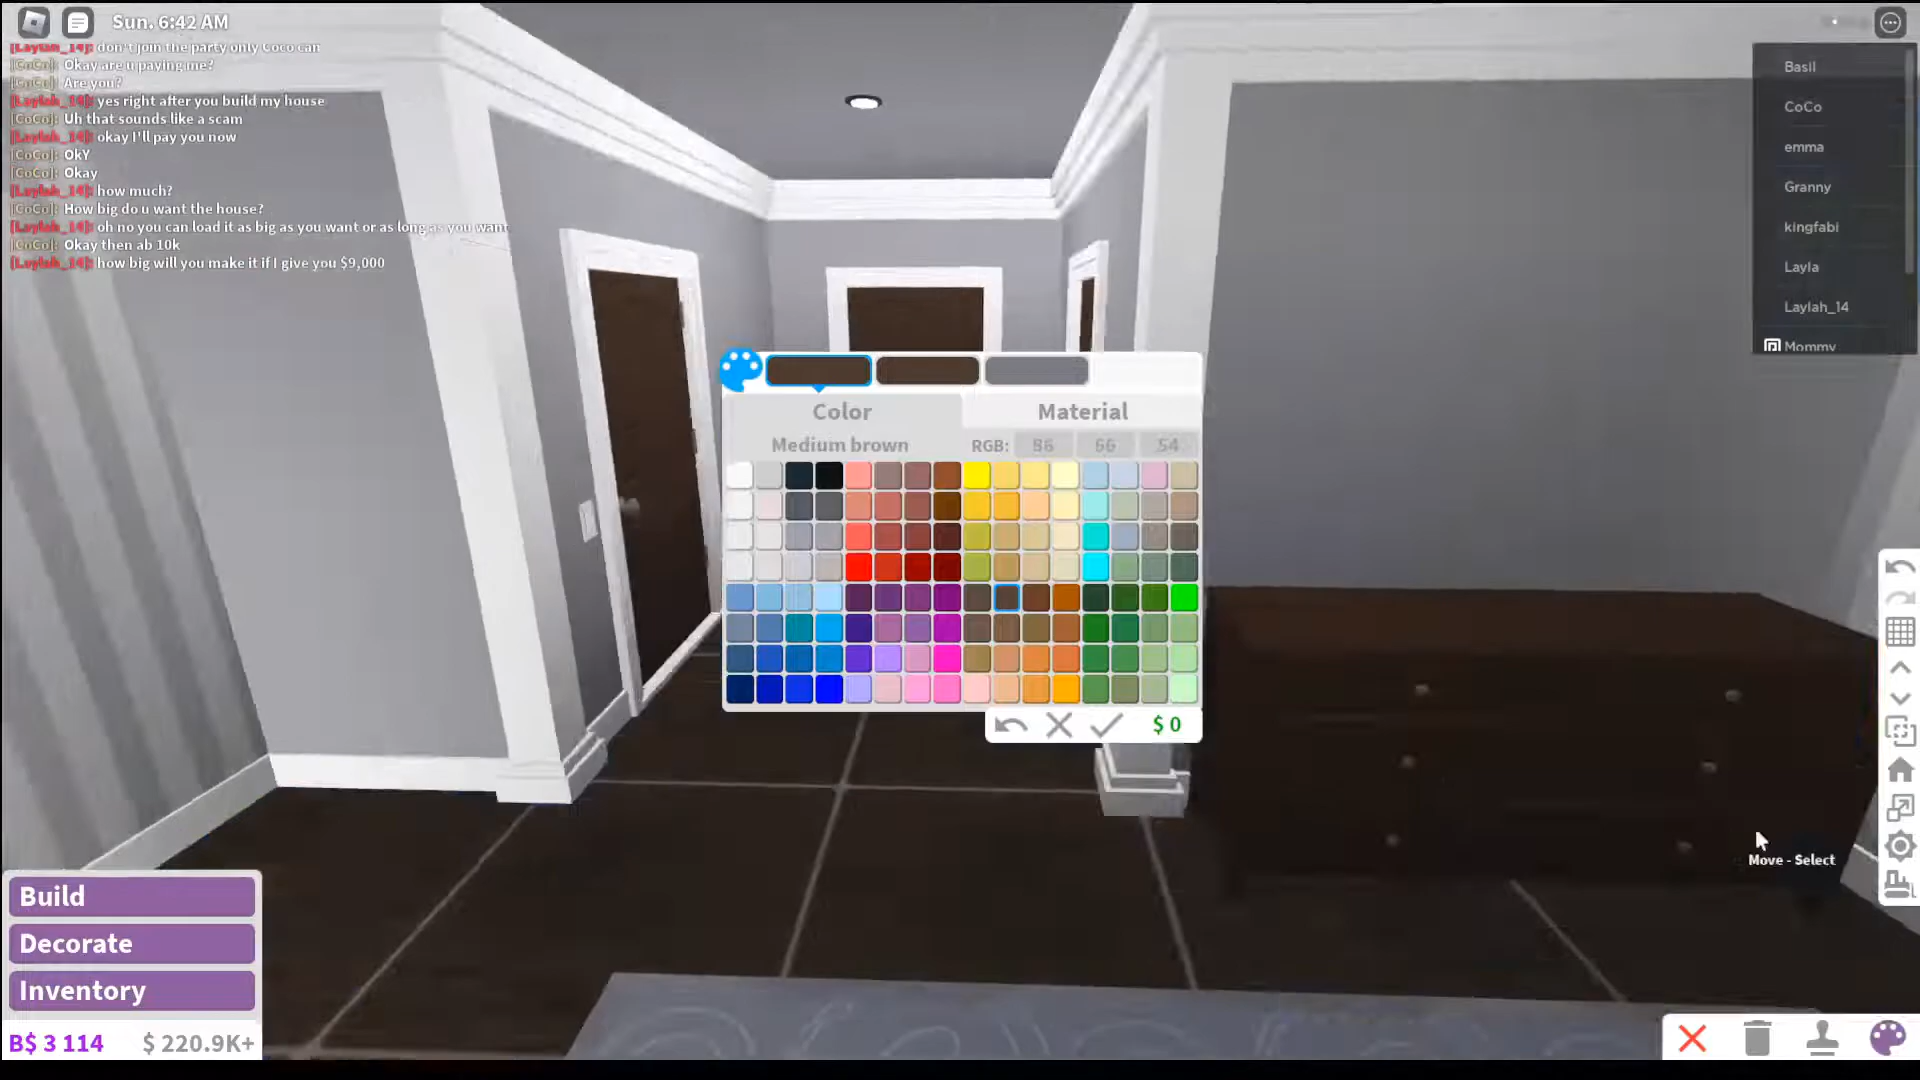 Sun. 6:42 AM
[Laylah_14]: don't join the party only Coco can
[CoCo]: Okay are u paying me?
[CoCo]: Are you?
[Laylah_14]: yes right after you build my house
[CoCo]: Uh that sounds like a scam
[Laylah_14]: okay I'll pay you now
[CoCo]: OkY
[CoCo]: Okay
[Laylah_14]: how much?
[CoCo]: How big do u want the house?
[Laylah_14]: oh no you can load it as big as you want or as long as you want
[CoCo]: Okay then ab 10k
[Laylah_14]: how big will you make it if I give you $9,000
Basil
CoCo
emma
Granny
kingfabi
Layla
Laylah_14
Mommy
Color
Material
Medium brown
RGB: 86 66 54
$ 0
Move - Select
Build
Decorate
Inventory
B$ 3 114
$ 220.9K+